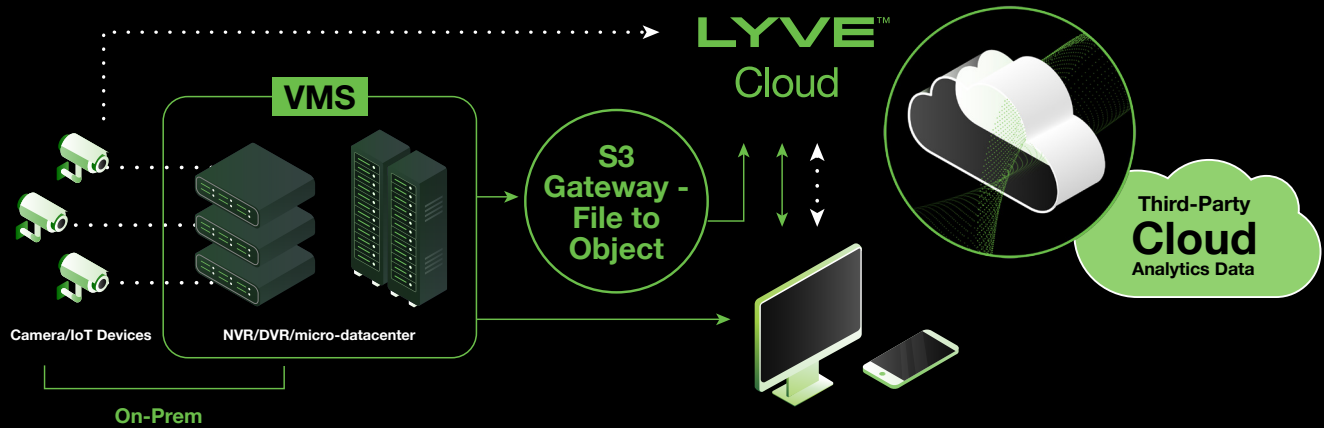 LYVE™
Cloud
VMS
S3
Gateway -
File to
Object
Third-Party
Cloud
Analytics Data
Camera/IoT Devices
NVR/DVR/micro-datacenter
On-Prem